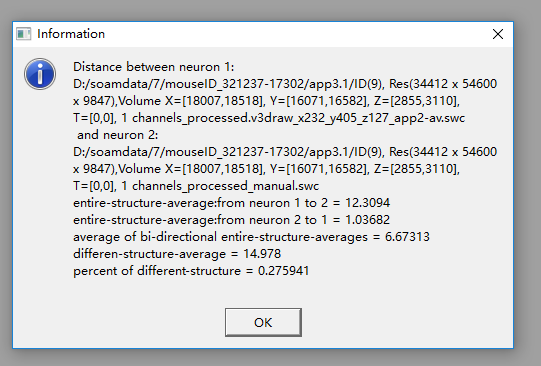 Information
Distance between neuron 1:
D:/soamdata/7/mouseID_321237-17302/app3.1/ID(9), Res(34412 x 54600
x 9847),Volume X=[18007,18518], Y=[16071,16582], Z=[2855,3110],
T=[0,0], 1 channels_processed.v3draw_x232_y405_z127_app2-av.swc
and neuron 2:
D:/soamdata/7/mouseID_321237-17302/app3.1/ID(9), Res(34412 x 54600
x 9847),Volume X=[18007,18518], Y=[16071,16582], Z=[2855,3110],
T=[0,0], 1 channels_processed_manual.swc
entire-structure-average:from neuron 1 to 2 = 12.3094
entire-structure-average:from neuron 2 to 1 = 1.03682
average of bi-directional entire-structure-averages = 6.67313
differen-structure-average = 14.978
percent of different-structure = 0.275941
OK